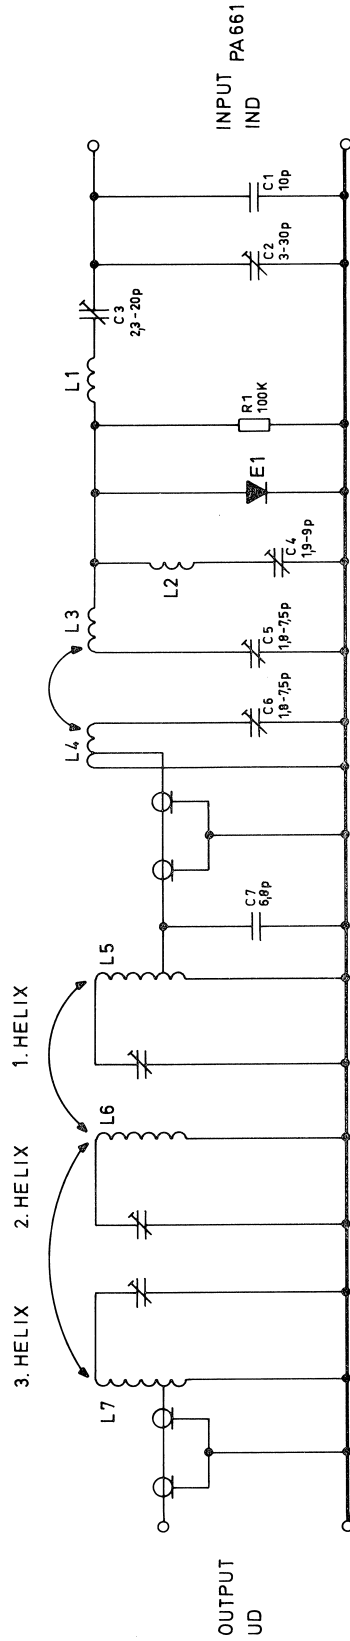 3. HELIX
2. HELIX
1. HELIX
OUTPUT
UD
L7
L6
L5
C7
6,8p
L4
L3
C6
1,8-7,5p
C5
1,8-7,5p
L2
C4
1,9-9p
E1
R1
100K
L1
C3
2,3-20p
C2
3-30p
C1
10p
INPUT PA661
IND